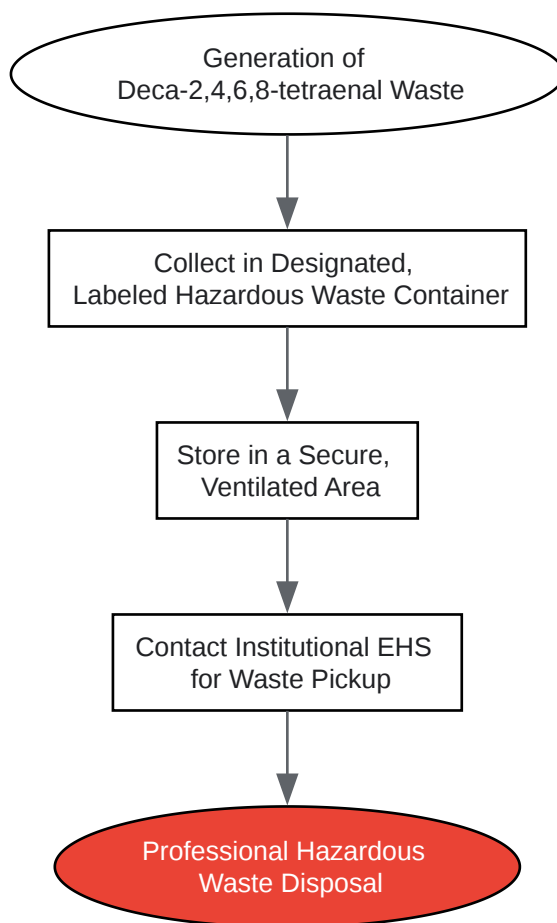 Generation of
Deca-2,4,6,8-tetraenal Waste
Collect in Designated,
Labeled Hazardous Waste Container
Store in a Secure,
Ventilated Area
Contact Institutional EHS
for Waste Pickup
Professional Hazardous
Waste Disposal